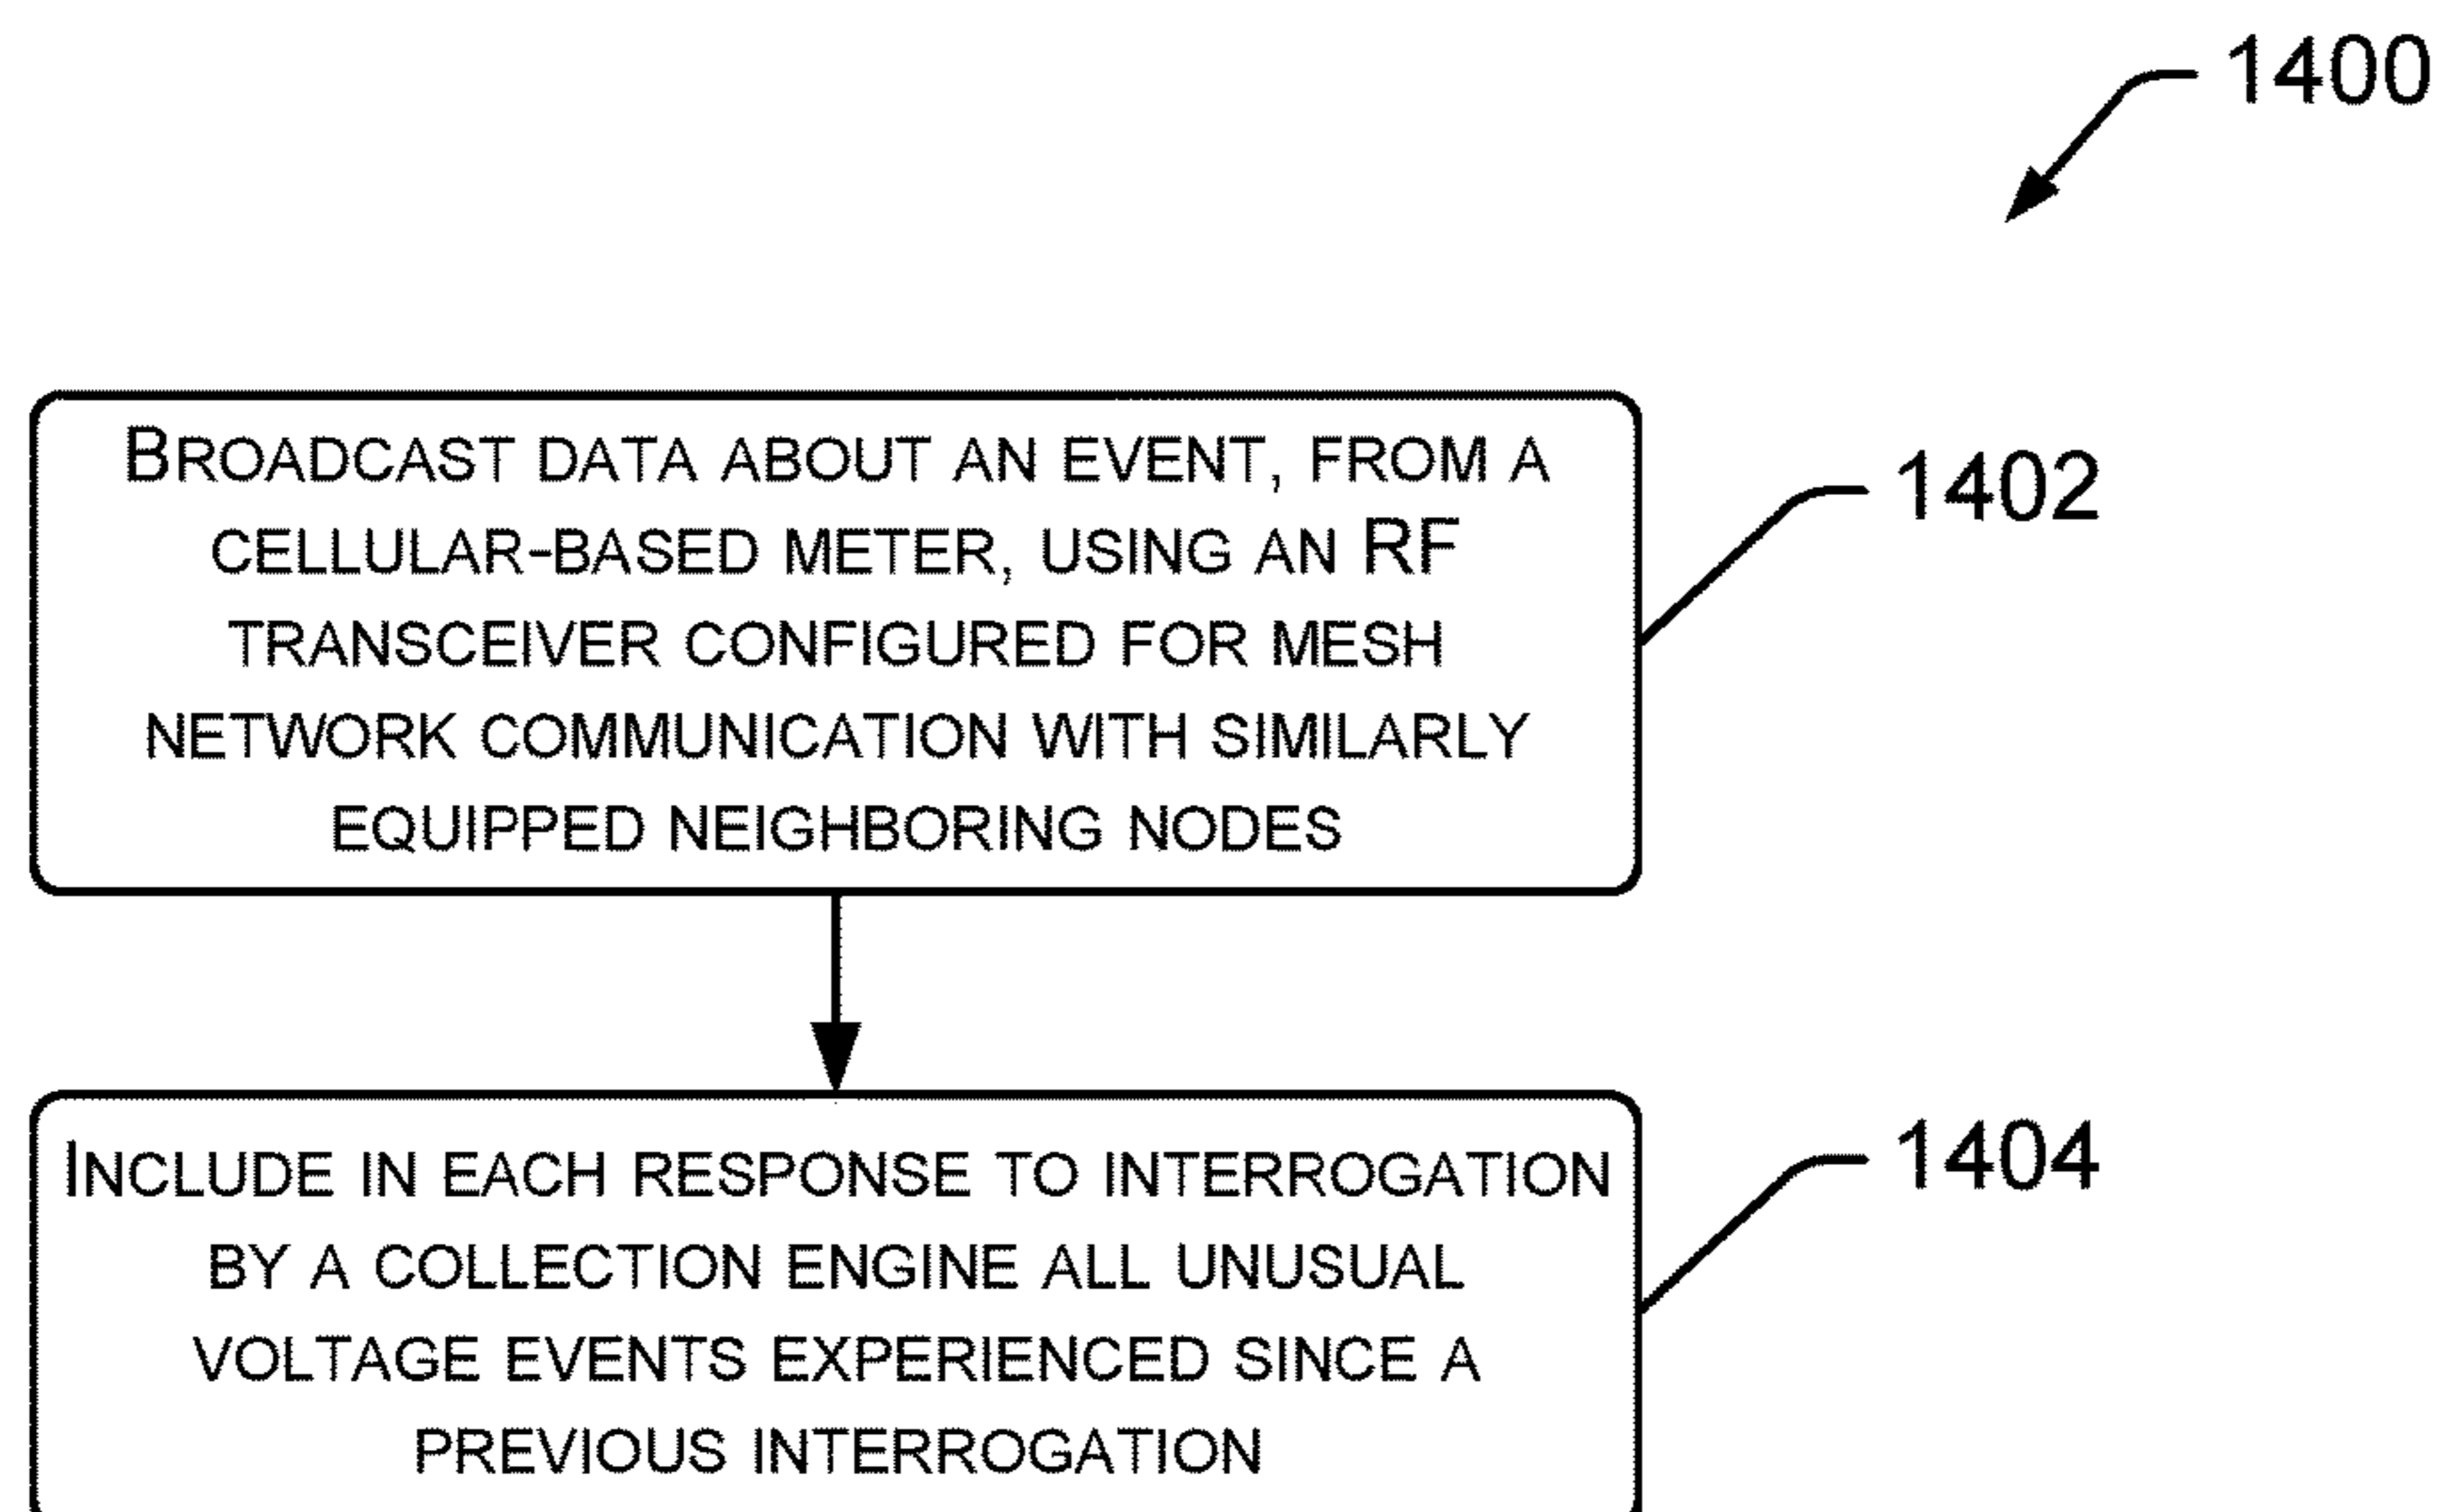 1400
BROADCAST DATA ABOUT AN EVENT, FROM A
CELLULAR-BASED METER, USING AN RF
TRANSCEIVER CONFIGURED FOR MESH
NETWORK COMMUNICATION WITH SIMILARLY
EQUIPPED NEIGHBORING NODES
1402
INCLUDE IN EACH RESPONSE TO INTERROGATION
BY A COLLECTION ENGINE ALL UNUSUAL
VOLTAGE EVENTS EXPERIENCED SINCE A
PREVIOUS INTERROGATION
1404